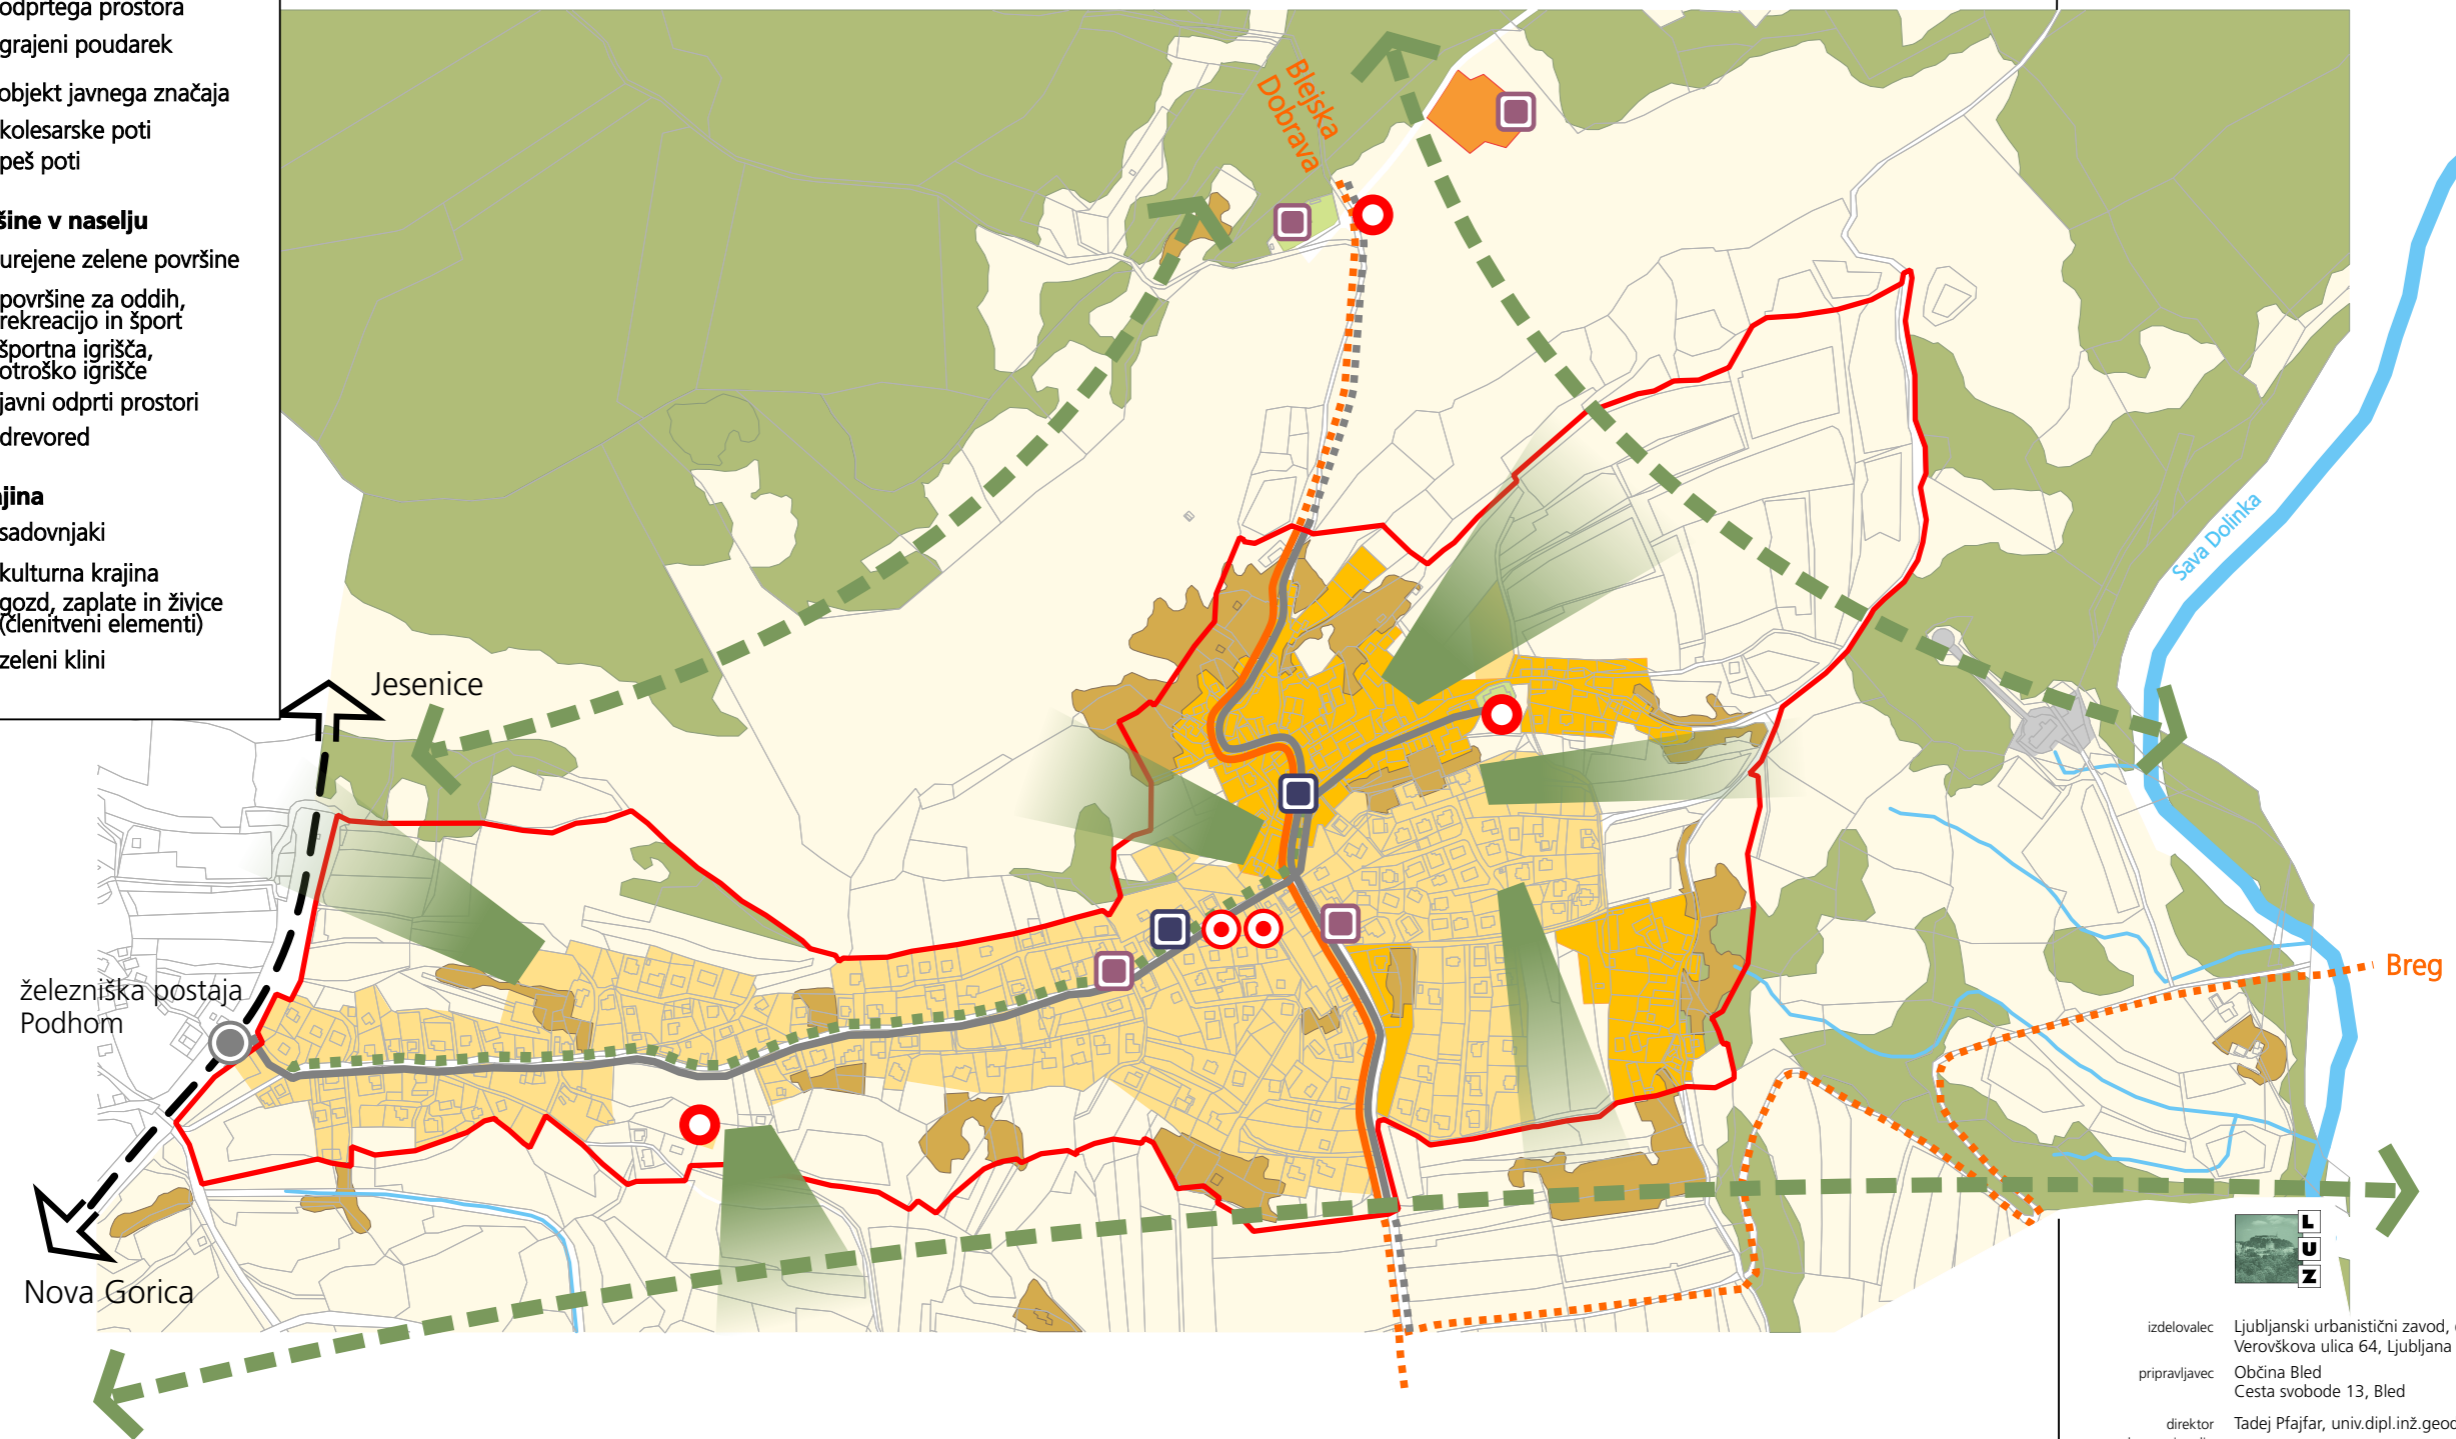 odprtega prostora
grajeni poudarek
objekt javnega značaja
kolesarske poti
peš poti
šine v naselju
urejene zelene površine
površine za oddih,
rekreacijo in šport
športna igrišča,
otroško igrišče
javni odprti prostori
drevored
jina
sadovnjaki
kulturna krajina
gozd, zaplate in živice
(členitveni elementi)
zeleni klini
Blejska
Dobrava
Sava Dolinka
Jesenice
železniška postaja
Podhom
Nova Gorica
Breg
L
U
Z
izdelovalec Ljubljanski urbanistični zavod,
Verovškova ulica 64, Ljubljana
pripravljavec Občina Bled
Cesta svobode 13, Bled
direktor Tadej Pfajfar, univ.dipl.inž.geod